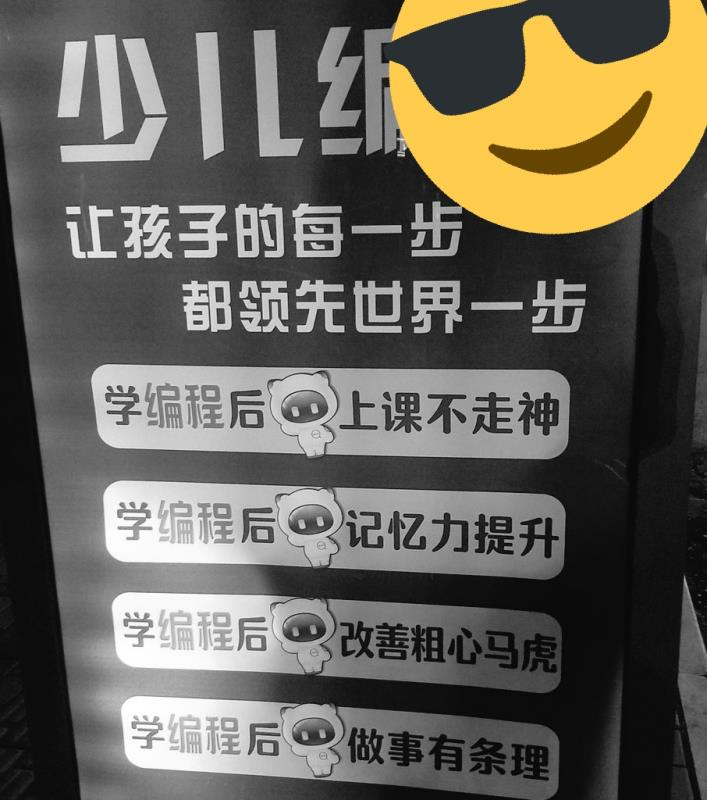 少儿编
让孩子的每一步
都领先世界一步
学编程后 上课不走神
学编程后 记忆力提升
学编程后 改善粗心马虎
学编程后 做事有条理